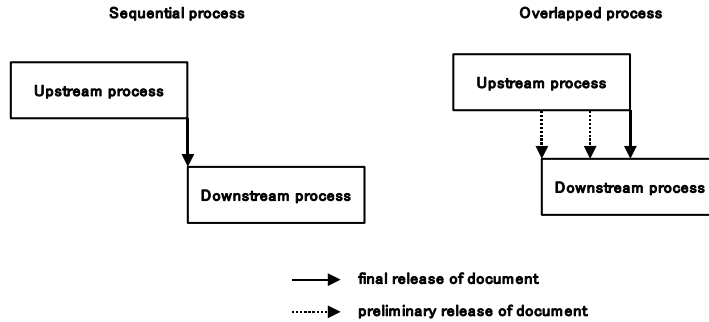 Sequential process
Overlapped process
Upstream process
Upstream process
Downstream process
Downstream process
final release of document
preliminary release of document